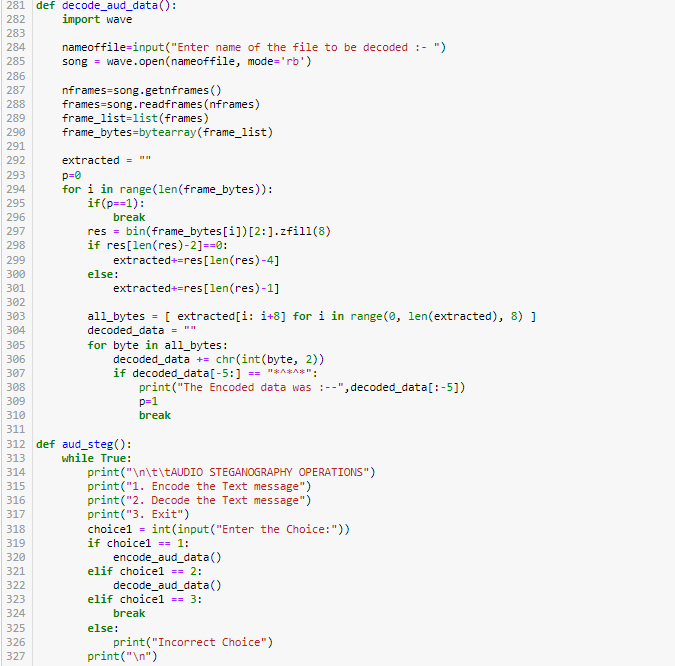 281 def decode_aud_data():
282     import wave
283
284     nameoffile=input("Enter name of the file to be decoded :- ")
285     song = wave.open(nameoffile, mode='rb')
286
287     nframes=song.getnframes()
288     frames=song.readframes(nframes)
289     frame_list=list(frames)
290     frame_bytes=bytearray(frame_list)
291
292     extracted = ""
293     p=0
294     for i in range(len(frame_bytes)):
295         if(p==1):
296             break
297         res = bin(frame_bytes[i])[2:].zfill(8)
298         if res[len(res)-2]==0:
299             extracted+=res[len(res)-4]
300         else:
301             extracted+=res[len(res)-1]
302
303         all_bytes = [ extracted[i: i+8] for i in range(0, len(extracted), 8) ]
304         decoded_data = ""
305         for byte in all_bytes:
306             decoded_data += chr(int(byte, 2))
307             if decoded_data[-5:] == "*^*^*":
308                 print("The Encoded data was :--",decoded_data[:-5])
309                 p=1
310                 break
311
312 def aud_steg():
313     while True:
314         print("\n\t\tAUDIO STEGANOGRAPHY OPERATIONS")
315         print("1. Encode the Text message")
316         print("2. Decode the Text message")
317         print("3. Exit")
318         choice1 = int(input("Enter the Choice:"))
319         if choice1 == 1:
320             encode_aud_data()
321         elif choice1 == 2:
322             decode_aud_data()
323         elif choice1 == 3:
324             break
325         else:
326             print("Incorrect Choice")
327         print("\n")